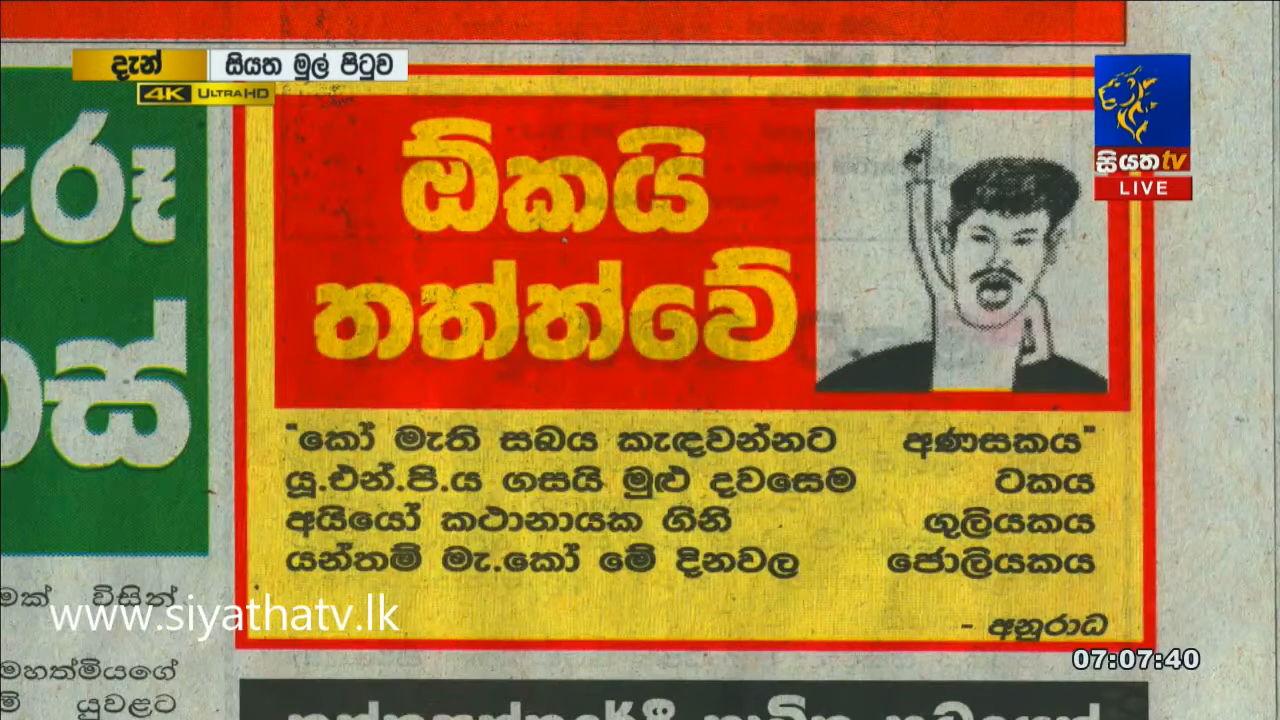 දැන් සියත මුල් පිටුව
4K ULTRA HD
සියත tv
LIVE
ඕකයි
තත්ත්වේ
"කෝ මැති සබය කැඳවන්නට අණසකය"
යූ.එන්.පි.ය ගසයි මුළු දවසෙම ටකය
අයියෝ කථානායක ගිනි ගුලියකය
යන්තම් මැ.කෝ මේ දිනවල ජොලියකය
- අනුරාධ
මක් විසින්
www.siyathatv.lk
මහත්මියගේ
යුවළට
07:07:40